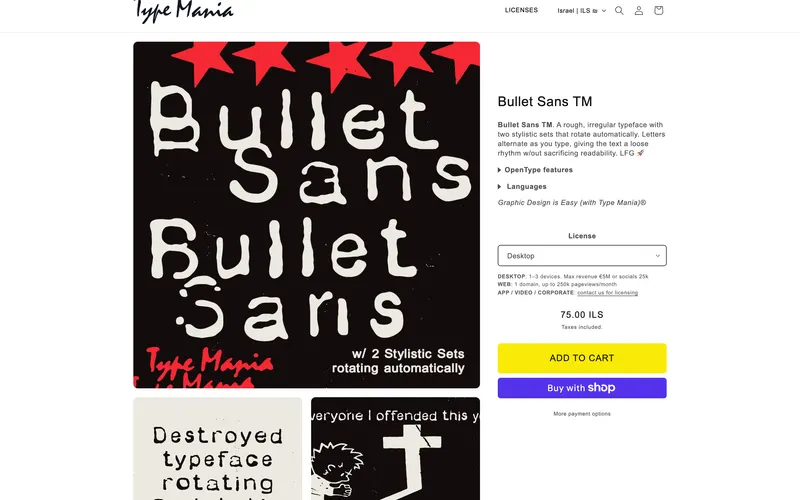 Type Mania
LICENSES
Israel | ILS ₪
Bullet
Sans
Bullet
Sans
Type Mania
Type Mania
w/ 2 Stylistic Sets
rotating automatically
Destroyed
typeface
rotating
everyone I offended this
Bullet Sans TM
Bullet Sans TM. A rough, irregular typeface with
two stylistic sets that rotate automatically. Letters
alternate as you type, giving the text a loose
rhythm w/out sacrificing readability. LFG 🚀
OpenType features
Languages
Graphic Design is Easy (with Type Mania)®
License
Desktop
DESKTOP: 1–3 devices. Max revenue €5M or socials 25k
WEB: 1 domain, up to 250k pageviews/month
APP / VIDEO / CORPORATE: contact us for licensing
75.00 ILS
Taxes included.
ADD TO CART
Buy with shop
More payment options